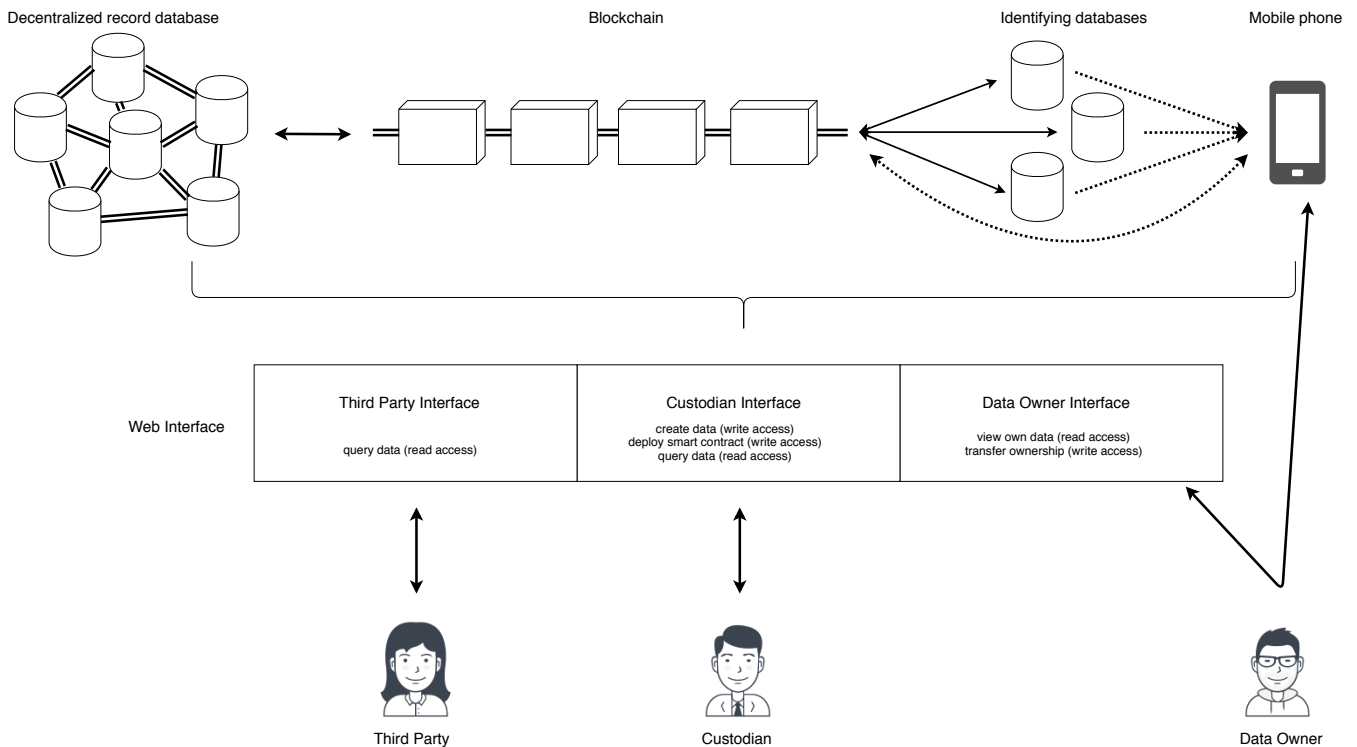 Decentralized record database
Blockchain
Identifying databases
Mobile phone
Web Interface
Third Party Interface
query data (read access)
Custodian Interface
create data (write access)
deploy smart contract (write access)
query data (read access)
Data Owner Interface
view own data (read access)
transfer ownership (write access)
Third Party
Custodian
Data Owner